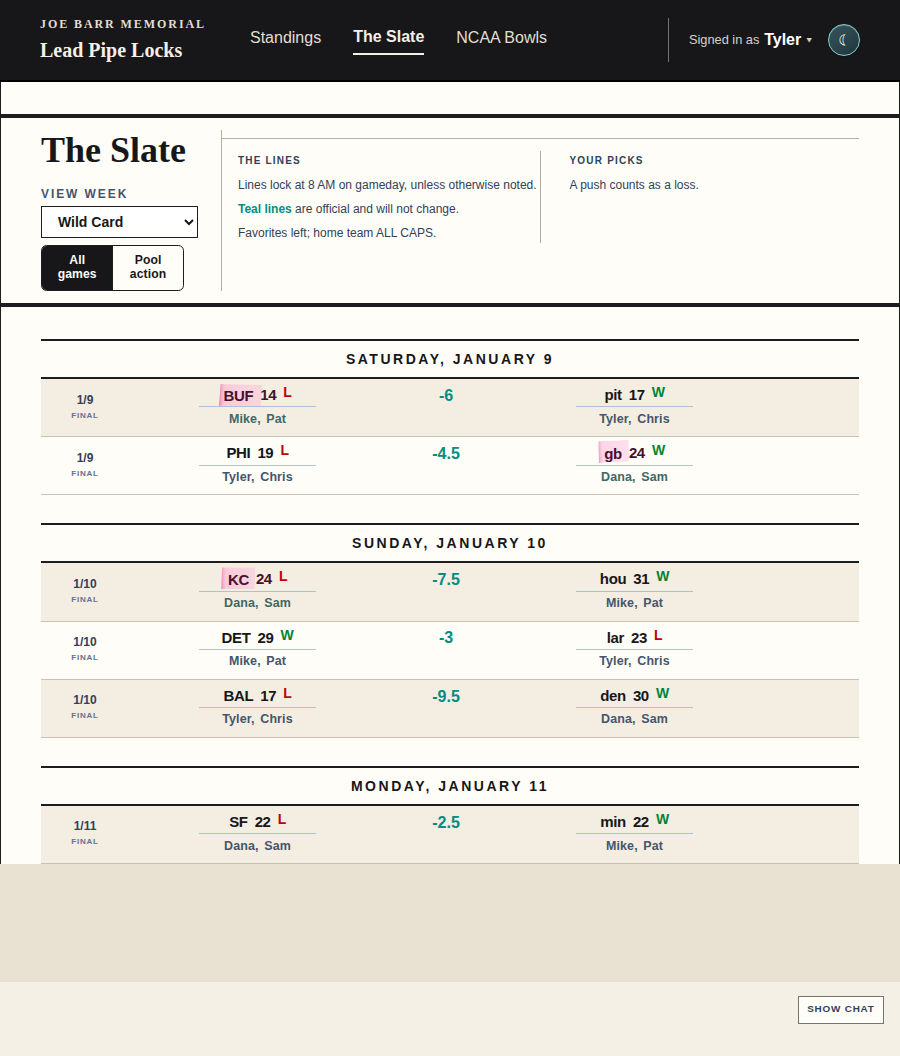 JOE BARR MEMORIAL
Lead Pipe Locks
Standings The Slate NCAA Bowls
Signed in as Tyler ▾
The Slate
VIEW WEEK
Wild Card
All games
Pool action
THE LINES
Lines lock at 8 AM on gameday, unless otherwise noted.
Teal lines are official and will not change.
Favorites left; home team ALL CAPS.
YOUR PICKS
A push counts as a loss.
SATURDAY, JANUARY 9
1/9 BUF 14 L -6 pit 17 W
FINAL Mike, Pat Tyler, Chris
1/9 PHI 19 L -4.5 gb 24 W
FINAL Tyler, Chris Dana, Sam
SUNDAY, JANUARY 10
1/10 KC 24 L -7.5 hou 31 W
FINAL Dana, Sam Mike, Pat
1/10 DET 29 W -3 lar 23 L
FINAL Mike, Pat Tyler, Chris
1/10 BAL 17 L -9.5 den 30 W
FINAL Tyler, Chris Dana, Sam
MONDAY, JANUARY 11
1/11 SF 22 L -2.5 min 22 W
FINAL Dana, Sam Mike, Pat
SHOW CHAT